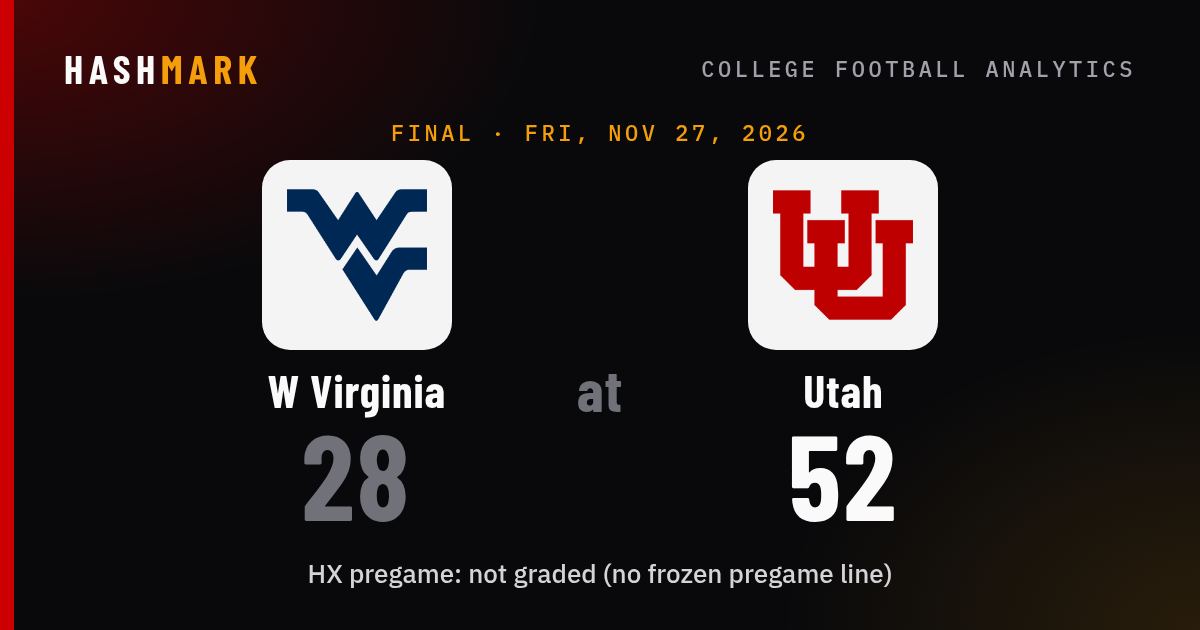 HASHMARK
COLLEGE FOOTBALL ANALYTICS
FINAL · FRI, NOV 27, 2026
W Virginia
at
Utah
28
52
HX pregame: not graded (no frozen pregame line)